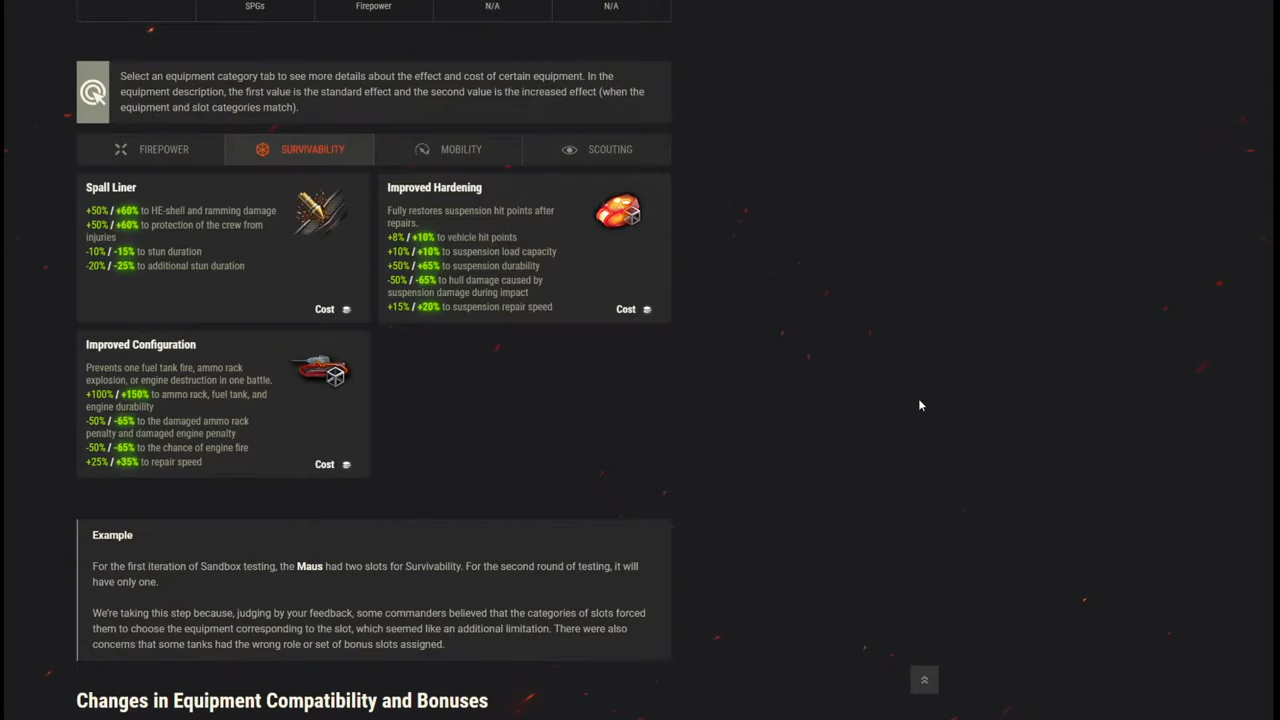 SPGs Firepower N/A N/A
Select an equipment category tab to see more details about the effect and cost of certain equipment. In the
equipment description, the first value is the standard effect and the second value is the increased effect (when the
equipment and slot categories match).
FIREPOWER SURVIVABILITY MOBILITY SCOUTING
Spall Liner
+50% / +60% to HE-shell and ramming damage
+50% / +60% to protection of the crew from
injuries
-10% / -15% to stun duration
-20% / -25% to additional stun duration
Cost
Improved Hardening
Fully restores suspension hit points after
repairs.
+8% / +10% to vehicle hit points
+10% / +10% to suspension load capacity
+50% / +65% to suspension durability
-50% / -65% to hull damage caused by
suspension damage during impact
+15% / +20% to suspension repair speed
Cost
Improved Configuration
Prevents one fuel tank fire, ammo rack
explosion, or engine destruction in one battle.
+100% / +150% to ammo rack, fuel tank, and
engine durability
-50% / -65% to the damaged ammo rack
penalty and damaged engine penalty
-50% / -65% to the chance of engine fire
+25% / +35% to repair speed
Cost
Example
For the first iteration of Sandbox testing, the Maus had two slots for Survivability. For the second round of testing, it will
have only one.
We're taking this step because, judging by your feedback, some commanders believed that the categories of slots forced
them to choose the equipment corresponding to the slot, which seemed like an additional limitation. There were also
concerns that some tanks had the wrong role or set of bonus slots assigned.
Changes in Equipment Compatibility and Bonuses